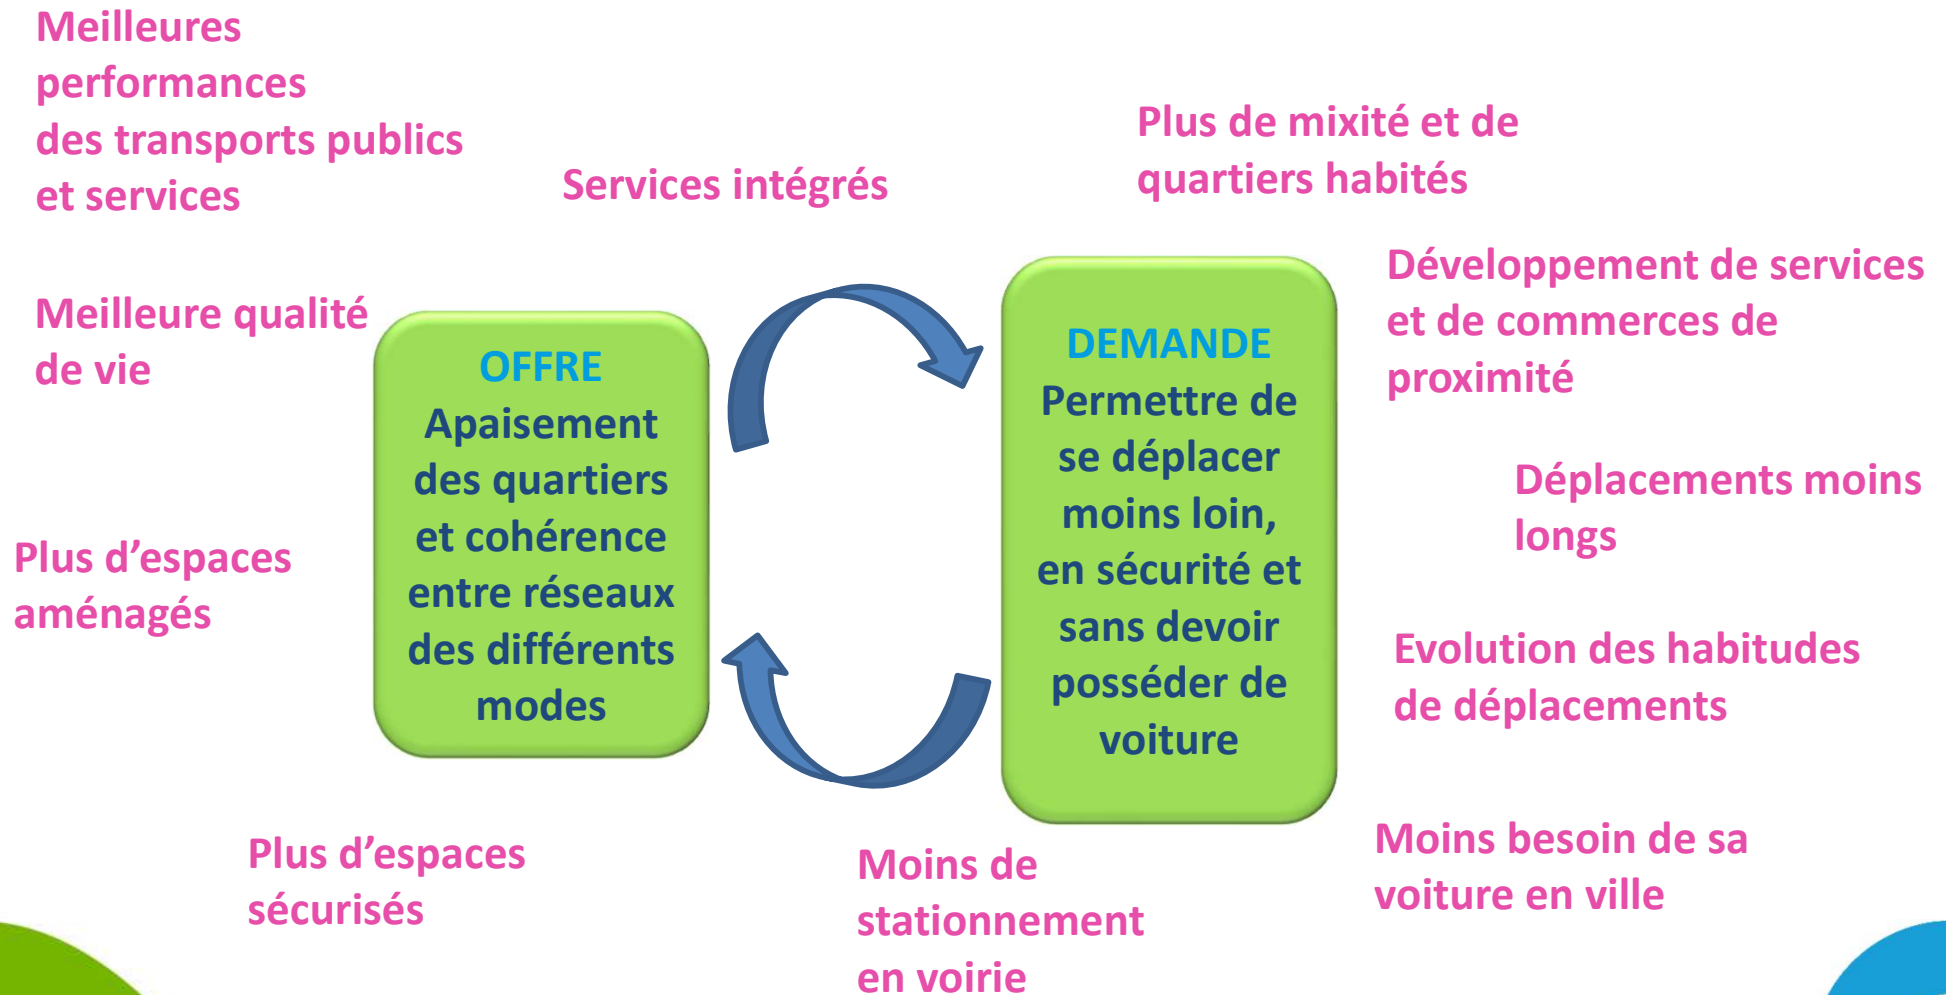 Meilleures
performances
des transports publics
et services
Services intégrés
Plus de mixité et de
quartiers habités
Meilleure qualité
de vie
Développement de services
et de commerces de
proximité
OFFRE
Apaisement
des quartiers
et cohérence
entre réseaux
des différents
modes
DEMANDE
Permettre de
se déplacer
moins loin,
en sécurité et
sans devoir
posséder de
voiture
Déplacements moins
longs
Plus d’espaces
aménagés
Evolution des habitudes
de déplacements
Plus d’espaces
sécurisés
Moins de
stationnement
en voirie
Moins besoin de sa
voiture en ville